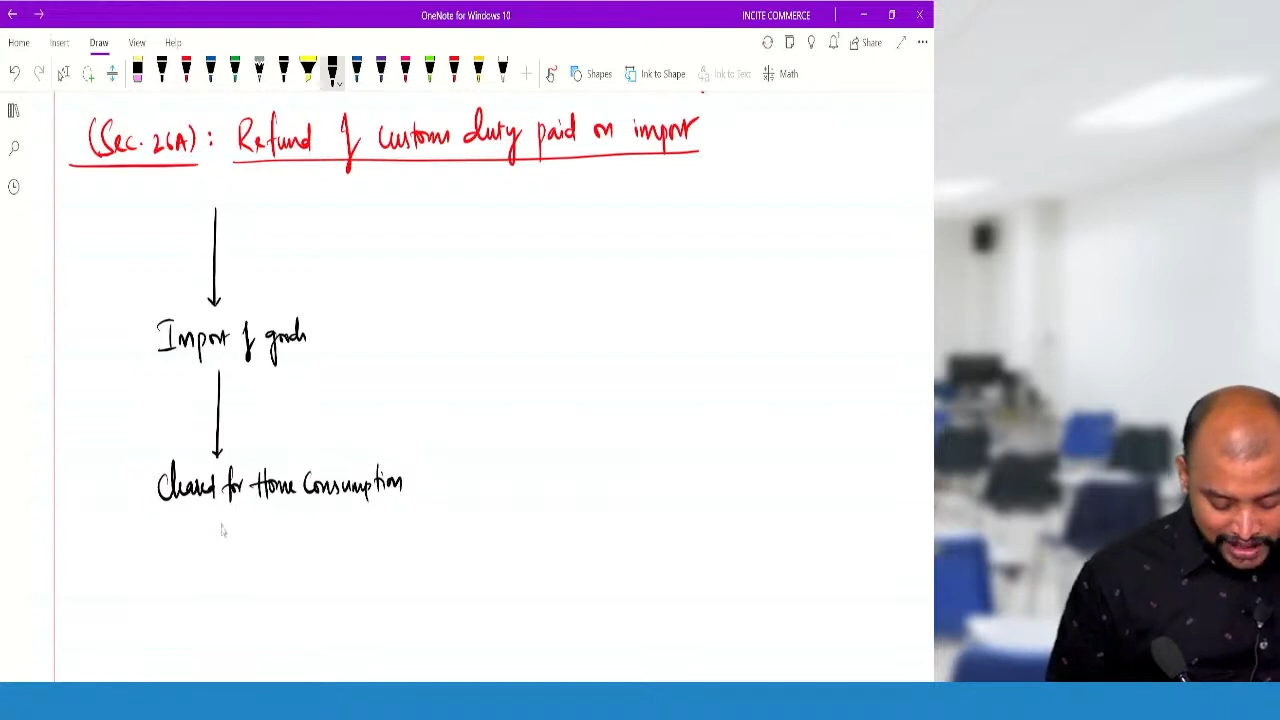 OneNote for Windows 10
INCITE COMMERCE
Home Insert Draw View Help
Share
Shapes Ink to Shape Ink to Text Math
(Sec. 26A) : Refund of customs duty paid on import
Import of goods
Cleared for Home Consumption